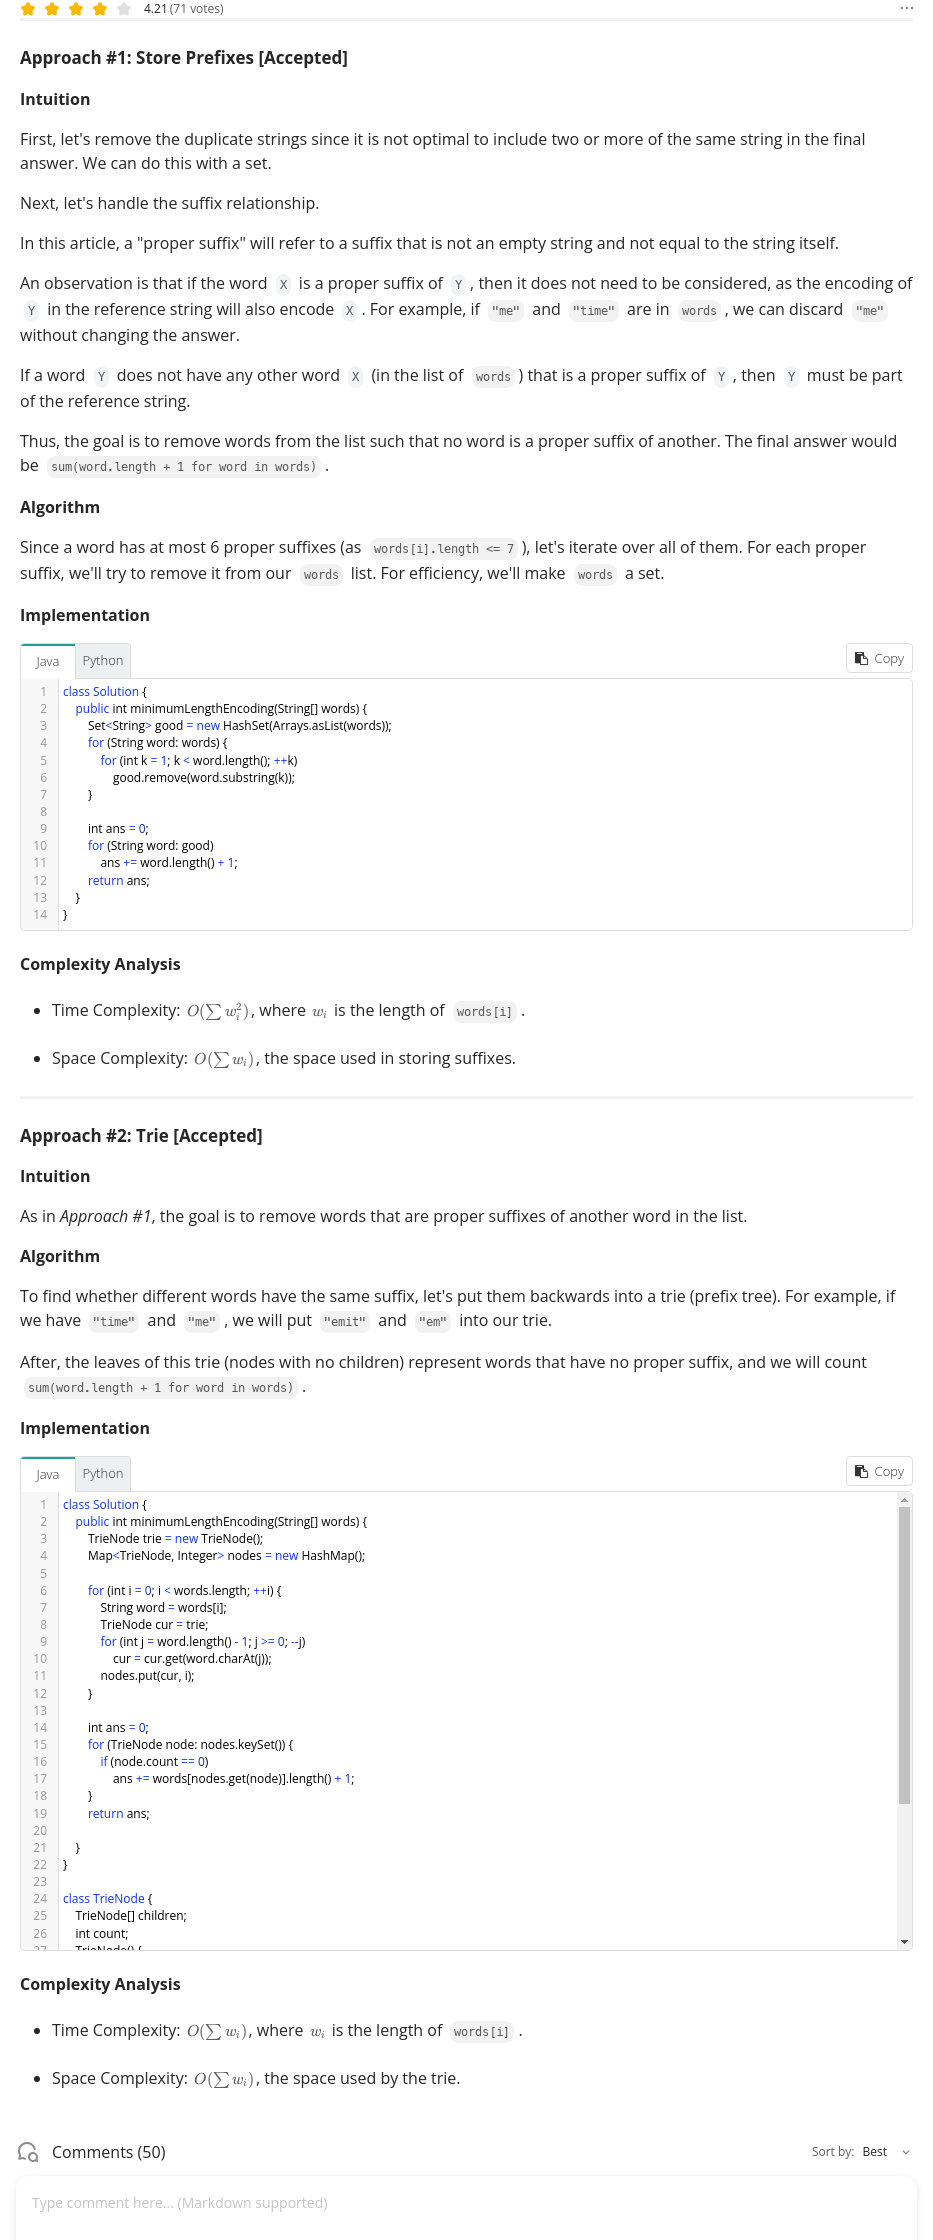 4.21 (71 votes)
Approach #1: Store Prefixes [Accepted]
Intuition
First, let's remove the duplicate strings since it is not optimal to include two or more of the same string in the final
answer. We can do this with a set.
Next, let's handle the suffix relationship.
In this article, a "proper suffix" will refer to a suffix that is not an empty string and not equal to the string itself.
An observation is that if the word X is a proper suffix of Y , then it does not need to be considered, as the encoding of
Y in the reference string will also encode X . For example, if "me" and "time" are in words , we can discard "me"
without changing the answer.
If a word Y does not have any other word X (in the list of words ) that is a proper suffix of Y , then Y must be part
of the reference string.
Thus, the goal is to remove words from the list such that no word is a proper suffix of another. The final answer would
be sum(word.length + 1 for word in words) .
Algorithm
Since a word has at most 6 proper suffixes (as words[i].length <= 7 ), let's iterate over all of them. For each proper
suffix, we'll try to remove it from our words list. For efficiency, we'll make words a set.
Implementation
Java Python Copy
1 class Solution {
2 public int minimumLengthEncoding(String[] words) {
3 Set<String> good = new HashSet(Arrays.asList(words));
4 for (String word: words) {
5 for (int k = 1; k < word.length(); ++k)
6 good.remove(word.substring(k));
7 }
8
9 int ans = 0;
10 for (String word: good)
11 ans += word.length() + 1;
12 return ans;
13 }
14 }
Complexity Analysis
• Time Complexity: O(∑ w_i^2), where w_i is the length of words[i] .
• Space Complexity: O(∑ w_i), the space used in storing suffixes.
Approach #2: Trie [Accepted]
Intuition
As in Approach #1, the goal is to remove words that are proper suffixes of another word in the list.
Algorithm
To find whether different words have the same suffix, let's put them backwards into a trie (prefix tree). For example, if
we have "time" and "me" , we will put "emit" and "em" into our trie.
After, the leaves of this trie (nodes with no children) represent words that have no proper suffix, and we will count
sum(word.length + 1 for word in words) .
Implementation
Java Python Copy
1 class Solution {
2 public int minimumLengthEncoding(String[] words) {
3 TrieNode trie = new TrieNode();
4 Map<TrieNode, Integer> nodes = new HashMap();
5
6 for (int i = 0; i < words.length; ++i) {
7 String word = words[i];
8 TrieNode cur = trie;
9 for (int j = word.length() - 1; j >= 0; --j)
10 cur = cur.get(word.charAt(j));
11 nodes.put(cur, i);
12 }
13
14 int ans = 0;
15 for (TrieNode node: nodes.keySet()) {
16 if (node.count == 0)
17 ans += words[nodes.get(node)].length() + 1;
18 }
19 return ans;
20
21 }
22 }
23
24 class TrieNode {
25 TrieNode[] children;
26 int count;
27 TrieNode() {
Complexity Analysis
• Time Complexity: O(∑ w_i), where w_i is the length of words[i] .
• Space Complexity: O(∑ w_i), the space used by the trie.
Comments (50)
Sort by: Best
Type comment here... (Markdown supported)